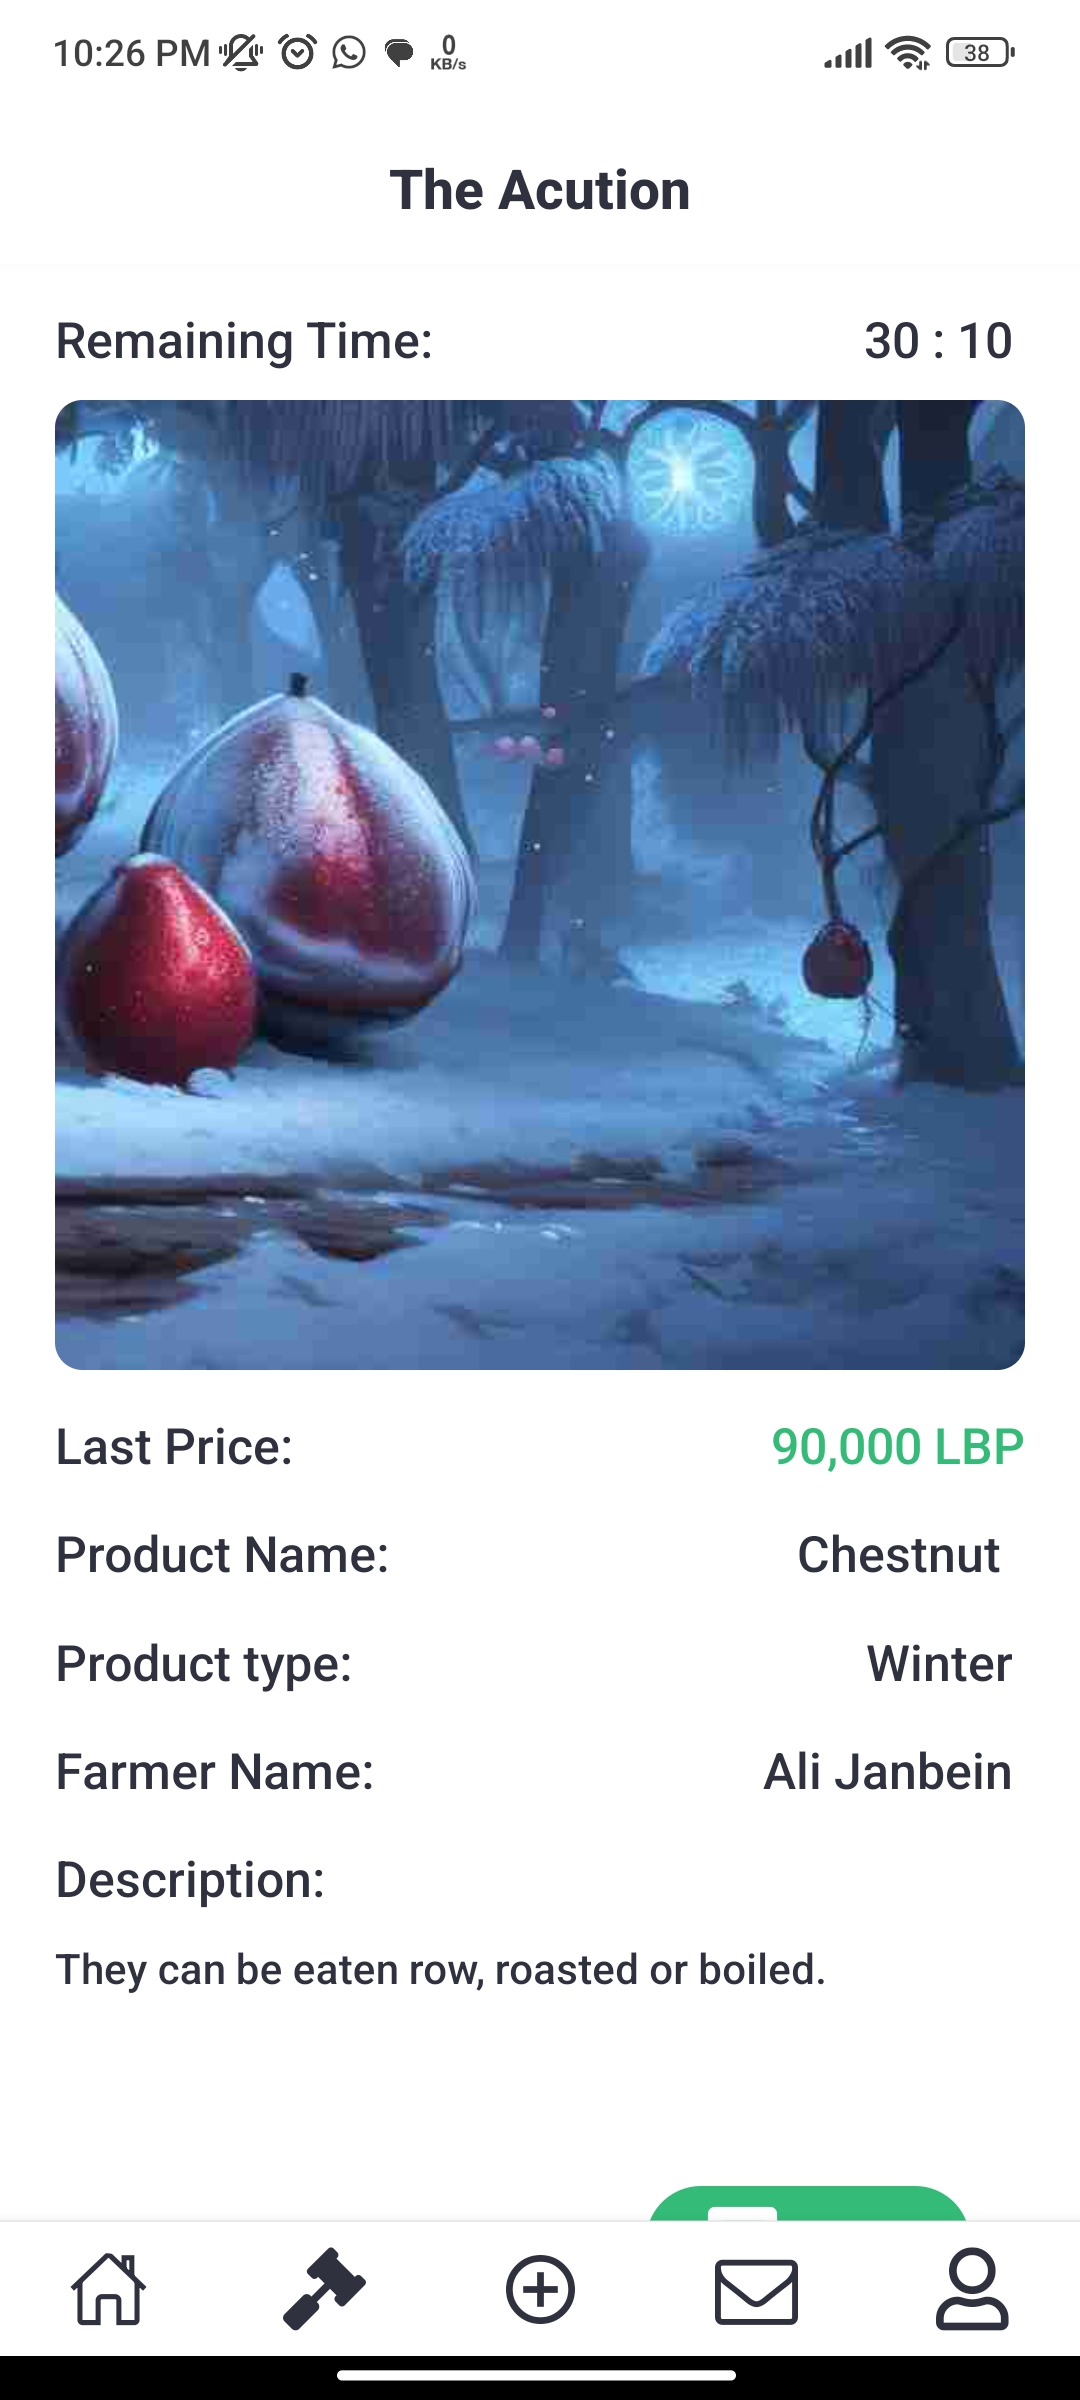 10:26 PM 0 KB/s 38
The Acution
Remaining Time: 30 : 10
Last Price: 90,000 LBP
Product Name: Chestnut
Product type: Winter
Farmer Name: Ali Janbein
Description:
They can be eaten row, roasted or boiled.